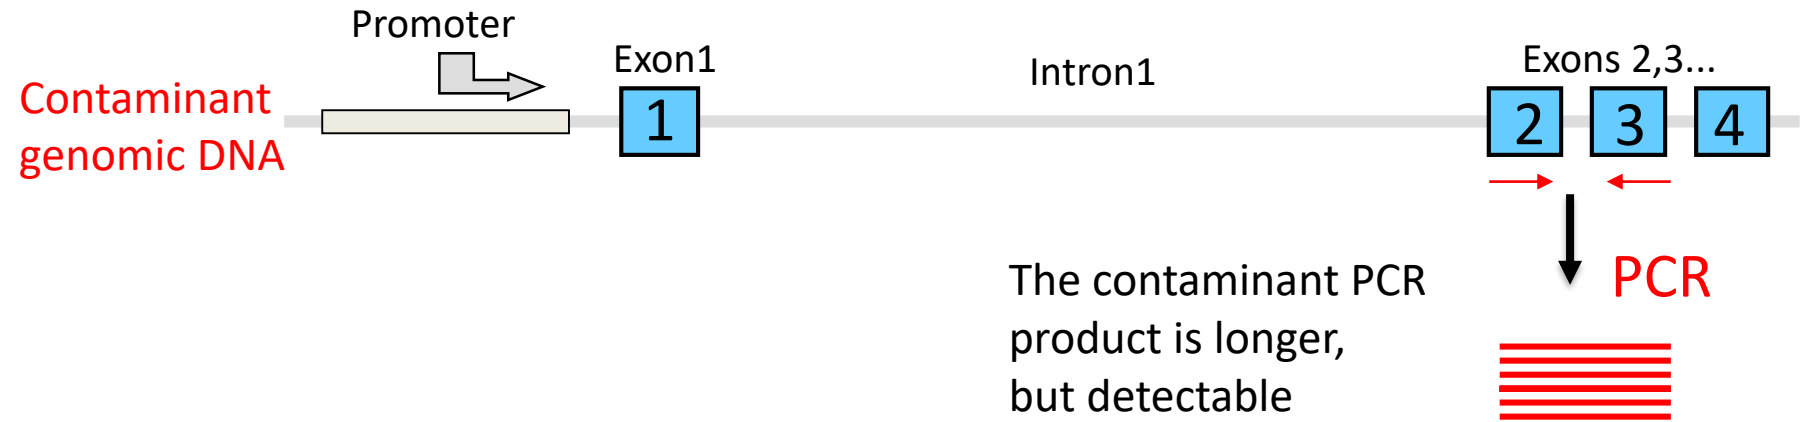 Promoter
Exon1
Intron1
Exons 2,3...
Contaminant
genomic DNA
1
2
3
4
The contaminant PCR
product is longer,
but detectable
PCR